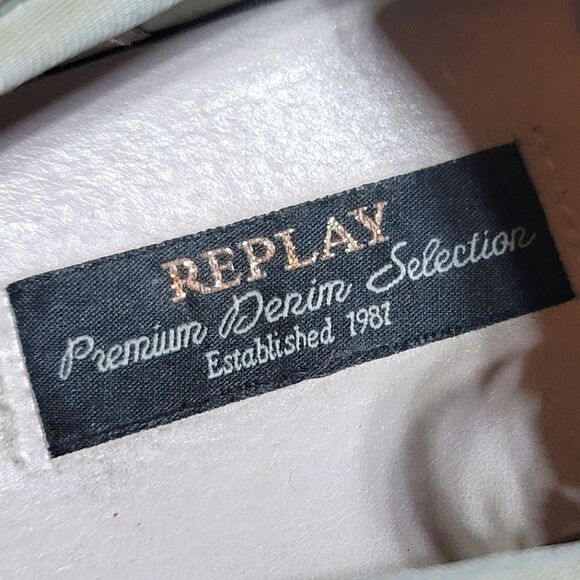 REPLAY
Premium Denim Selection
Established 1981